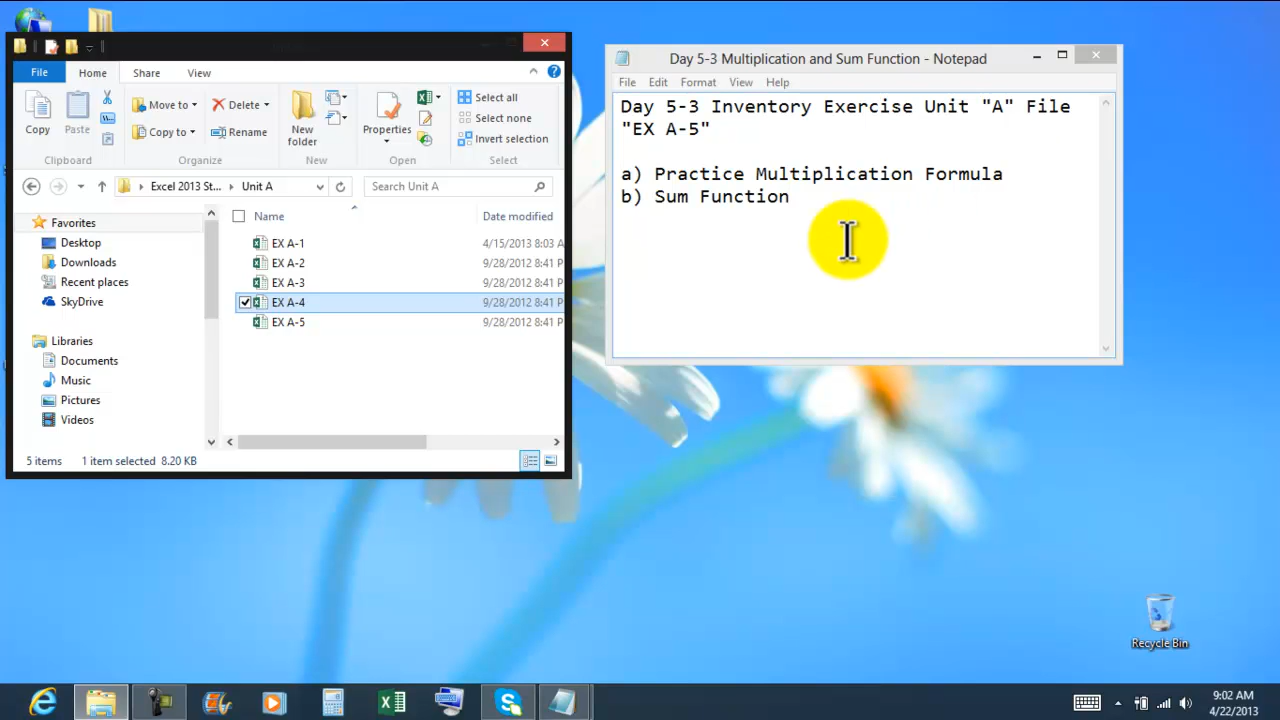 File
Home
Share
View
Copy
Paste
Move to
Copy to
Delete
Rename
New
folder
Properties
Select all
Select none
Invert selection
Clipboard
Organize
New
Open
Select
Excel 2013 St...
Unit A
Search Unit A
Favorites
Desktop
Downloads
Recent places
SkyDrive
Libraries
Documents
Music
Pictures
Videos
Name
Date modified
EX A-1
4/15/2013 8:03 A
EX A-2
9/28/2012 8:41 P
EX A-3
9/28/2012 8:41 P
EX A-4
9/28/2012 8:41 P
EX A-5
9/28/2012 8:41 P
5 items
1 item selected 8.20 KB
Day 5-3 Multiplication and Sum Function - Notepad
File
Edit
Format
View
Help
Day 5-3 Inventory Exercise Unit "A" File
"EX A-5"
a) Practice Multiplication Formula
b) Sum Function
Recycle Bin
9:02 AM
4/22/2013